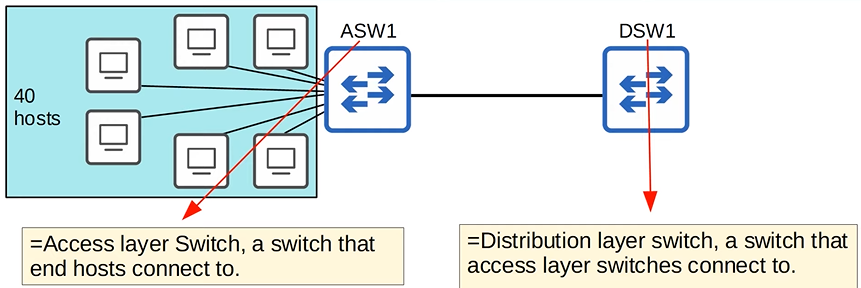 ASW1
DSW1
40
hosts
=Access layer Switch, a switch that
end hosts connect to.
=Distribution layer switch, a switch that
access layer switches connect to.